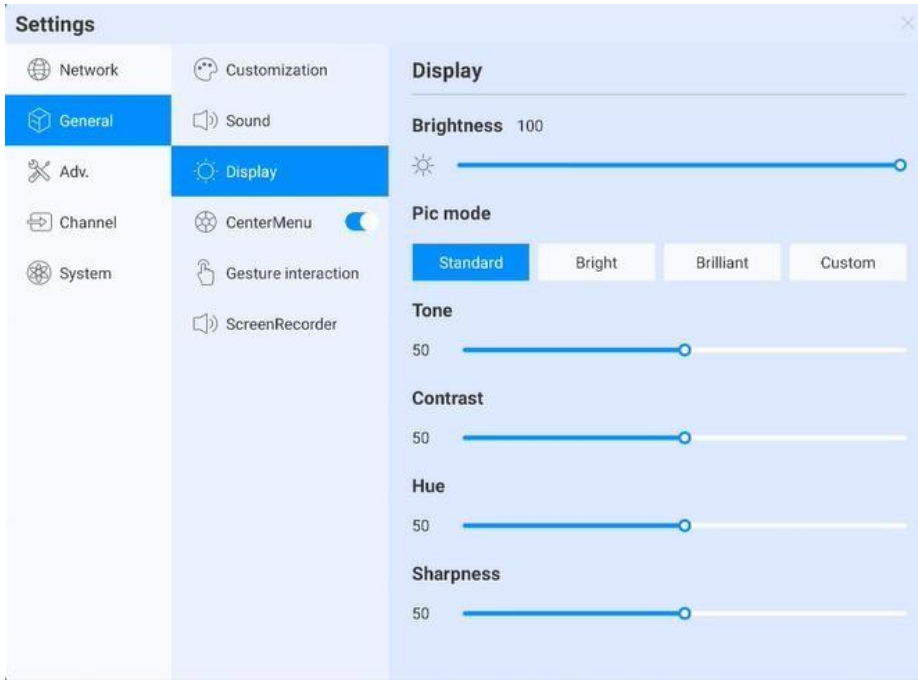 Settings
Network
General
Adv.
Channel
System
Customization
Sound
Display
CenterMenu
Gesture interaction
ScreenRecorder
Display
Brightness 100
Pic mode
Standard Bright Brilliant Custom
Tone
50
Contrast
50
Hue
50
Sharpness
50